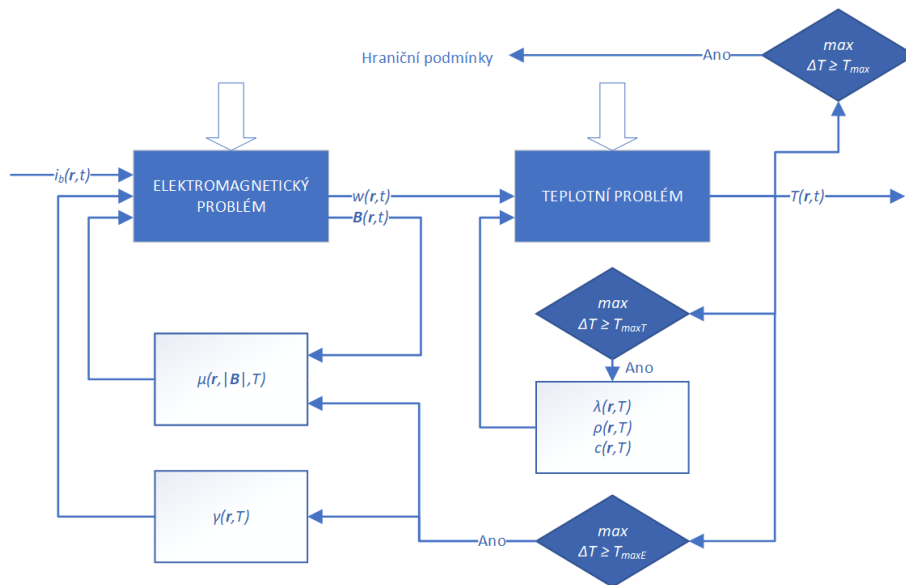 max
ΔT ≥ Tmax
Ano
Hraniční podmínky
ib(r,t)
ELEKTROMAGNETICKÝ
PROBLÉM
w(r,t)
B(r,t)
TEPLOTNÍ PROBLÉM
T(r,t)
max
ΔT ≥ TmaxT
Ano
μ(r,|B|,T)
λ(r,T)
ρ(r,T)
c(r,T)
γ(r,T)
Ano
max
ΔT ≥ TmaxE